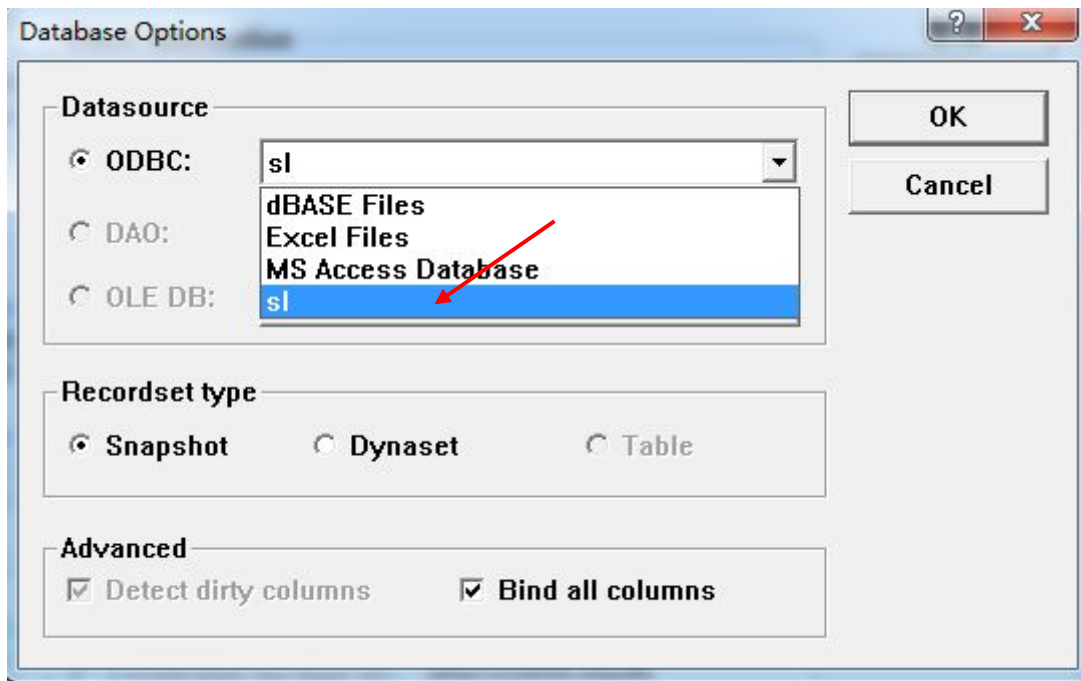 Database Options
Datasource
OK
ODBC:
sl
Cancel
dBASE Files
DAO:
Excel Files
MS Access Database
OLE DB:
sl
Recordset type
Snapshot
Dynaset
Table
Advanced
Detect dirty columns
Bind all columns